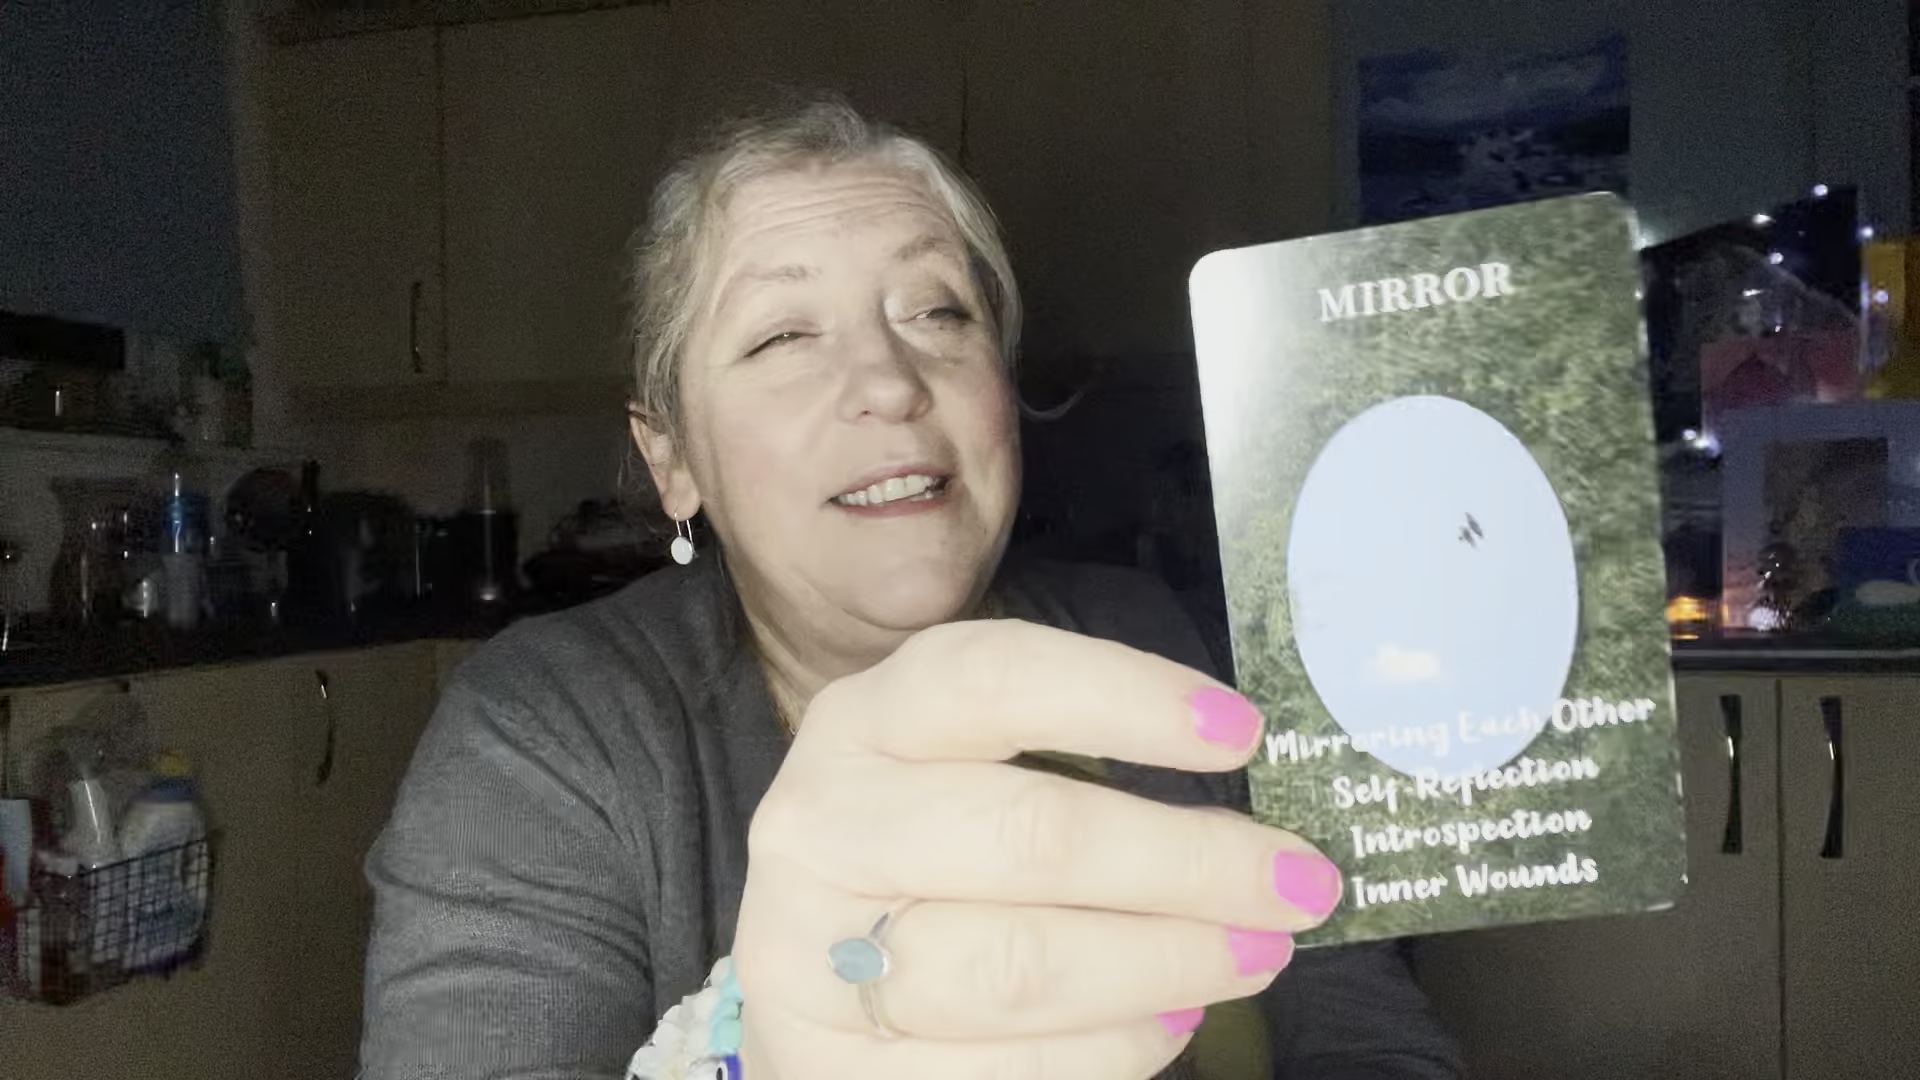 MIRROR
Mirroring Each Other
Self-Reflection
Introspection
Inner Wounds